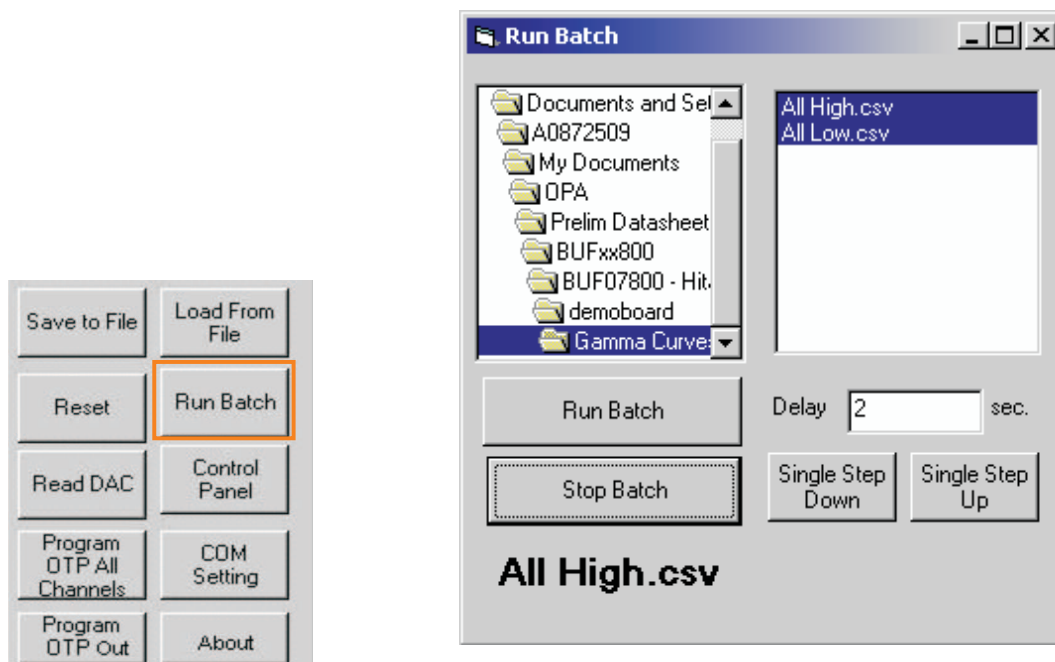 Save to File
Load From
File
Reset
Run Batch
Read DAC
Control
Panel
Program
OTP All
Channels
COM
Setting
Program
OTP Out
About
Run Batch
Documents and Set
A0872509
My Documents
OPA
Prelim Datasheet
BUFxx800
BUF07800 - Hit
demoboard
Gamma Curve
All High.csv
All Low.csv
Run Batch
Delay 2 sec.
Stop Batch
Single Step
Down
Single Step
Up
All High.csv